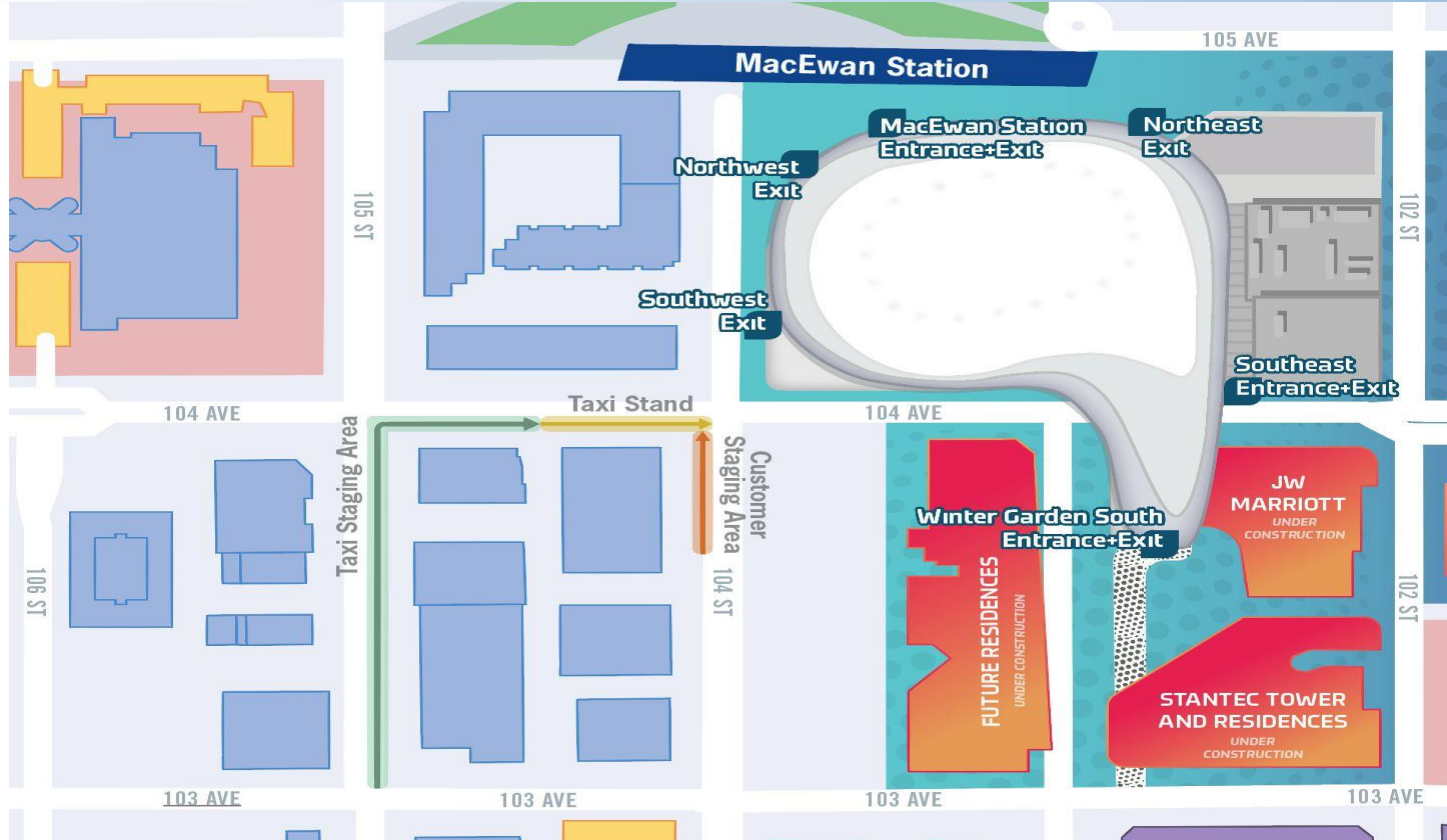 105 AVE
MacEwan Station
MacEwan Station
Entrance+Exit
Northeast
Exit
Northwest
Exit
105 ST
102 ST
Southwest
Exit
Southeast
Entrance+Exit
104 AVE
Taxi Stand
104 AVE
Taxi Staging Area
Customer
Staging Area
JW
MARRIOTT
UNDER
CONSTRUCTION
Winter Garden South
Entrance+Exit
106 ST
104 ST
FUTURE RESIDENCES
UNDER CONSTRUCTION
102 ST
STANTEC TOWER
AND RESIDENCES
UNDER
CONSTRUCTION
103 AVE
103 AVE
103 AVE
103 AVE